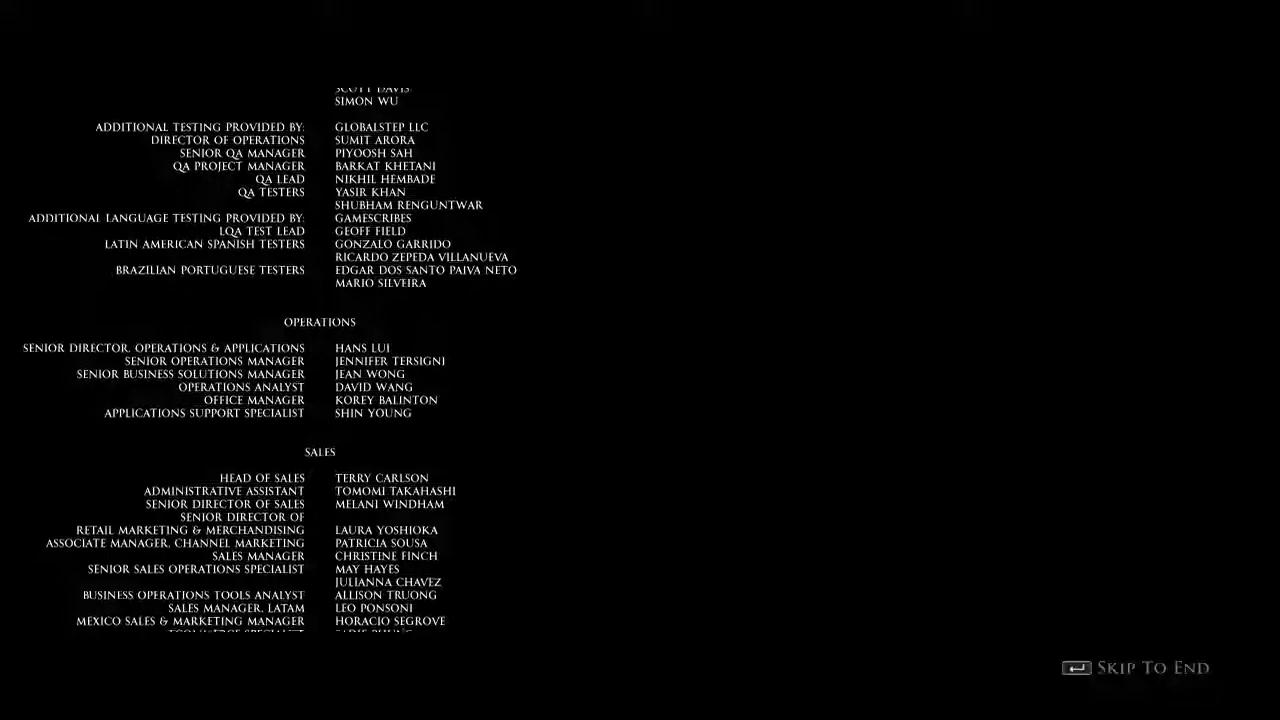 SCOTT DAVIS
SIMON WU
ADDITIONAL TESTING PROVIDED BY: GLOBALSTEP LLC
DIRECTOR OF OPERATIONS SUMIT ARORA
SENIOR QA MANAGER PIYOOSH SAH
QA PROJECT MANAGER BARKAT KHETANI
QA LEAD NIKHIL HEMBADE
QA TESTERS YASIR KHAN
SHUBHAM RENGUNTWAR
ADDITIONAL LANGUAGE TESTING PROVIDED BY: GAMESCRIBES
LQA TEST LEAD GEOFF FIELD
LATIN AMERICAN SPANISH TESTERS GONZALO GARRIDO
RICARDO ZEPEDA VILLANUEVA
BRAZILIAN PORTUGUESE TESTERS EDGAR DOS SANTO PAIVA NETO
MARIO SILVEIRA
OPERATIONS
SENIOR DIRECTOR, OPERATIONS & APPLICATIONS HANS LUI
SENIOR OPERATIONS MANAGER JENNIFER TERSIGNI
SENIOR BUSINESS SOLUTIONS MANAGER JEAN WONG
OPERATIONS ANALYST DAVID WANG
OFFICE MANAGER KOREY BALINTON
APPLICATIONS SUPPORT SPECIALIST SHIN YOUNG
SALES
HEAD OF SALES TERRY CARLSON
ADMINISTRATIVE ASSISTANT TOMOMI TAKAHASHI
SENIOR DIRECTOR OF SALES MELANI WINDHAM
SENIOR DIRECTOR OF
RETAIL MARKETING & MERCHANDISING LAURA YOSHIOKA
ASSOCIATE MANAGER, CHANNEL MARKETING PATRICIA SOUSA
SALES MANAGER CHRISTINE FINCH
SENIOR SALES OPERATIONS SPECIALIST MAY HAYES
JULIANNA CHAVEZ
BUSINESS OPERATIONS TOOLS ANALYST ALLISON TRUONG
SALES MANAGER, LATAM LEO PONSONI
MEXICO SALES & MARKETING MANAGER HORACIO SEGROVE
SKIP TO END